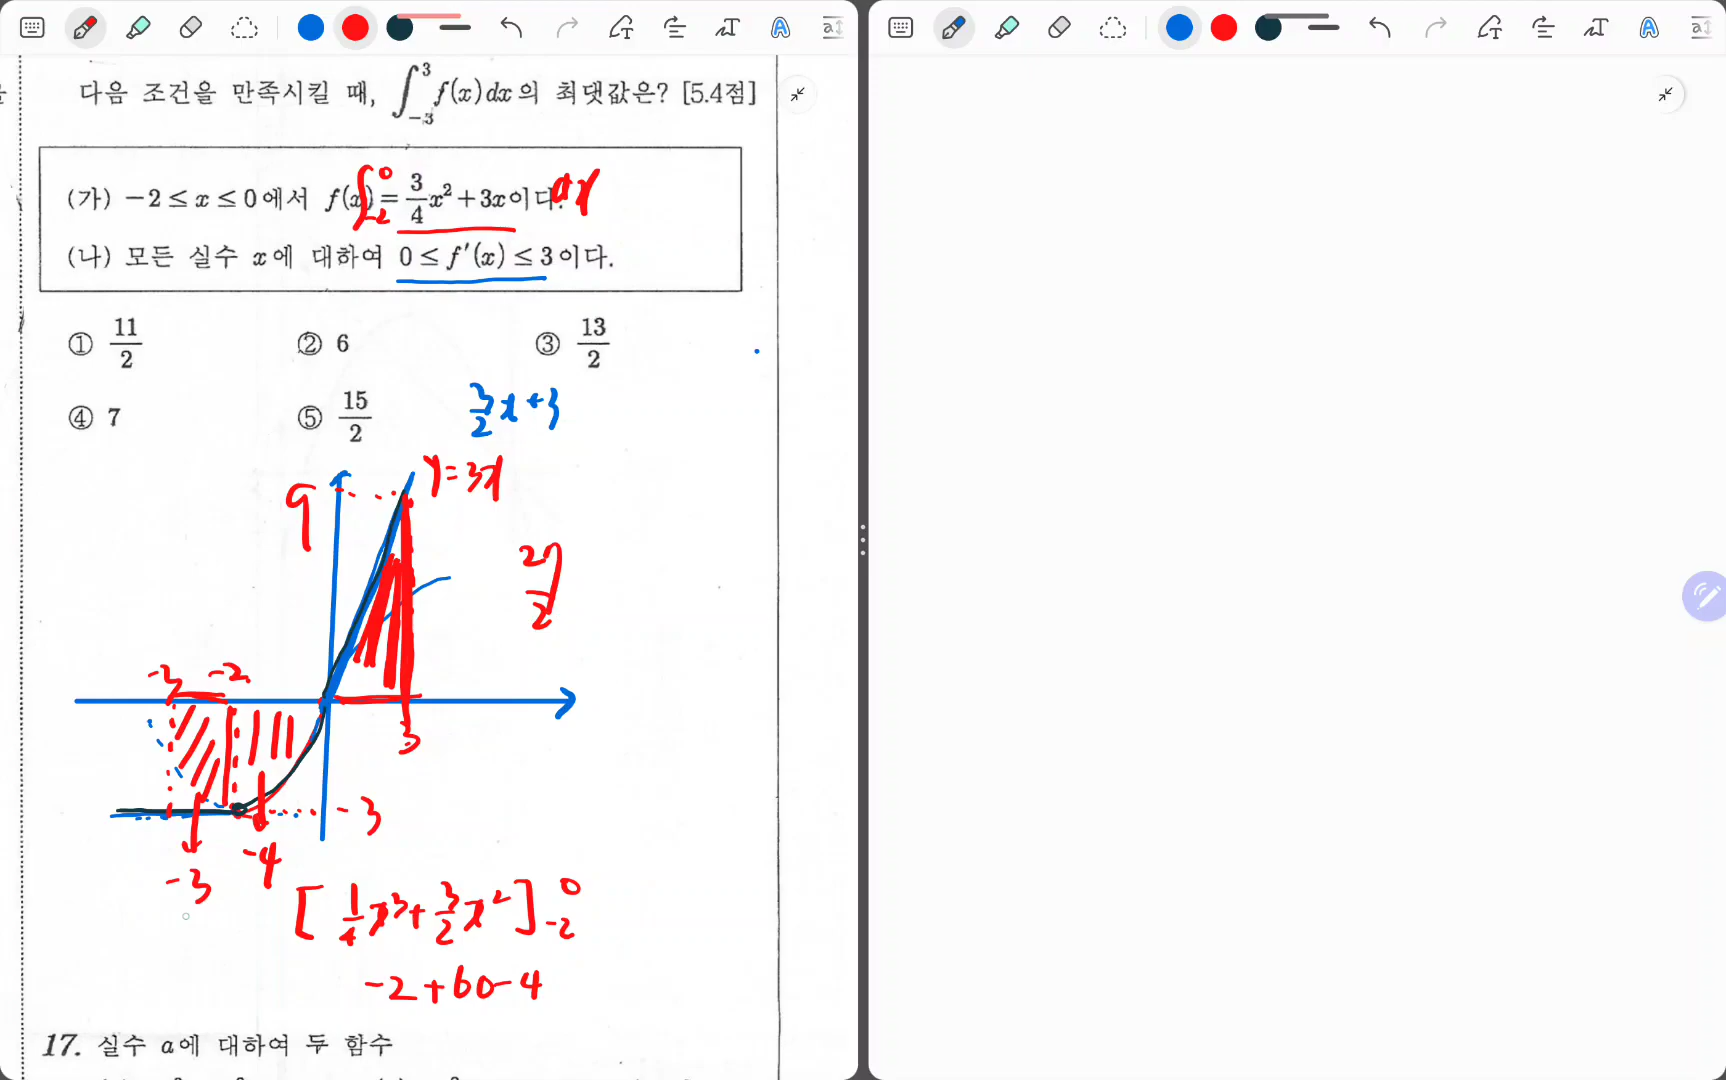 다음 조건을 만족시킬 때, ∫_{-3}^{3} f(x)dx의 최댓값은? [5.4점]
(가) −2 ≤ x ≤ 0에서 f(x) = 3/4 x² + 3x이다.
∫_{-2}^{0} dx
(나) 모든 실수 x에 대하여 0 ≤ f′(x) ≤ 3이다.
① 11/2 ② 6 ③ 13/2
④ 7 ⑤ 15/2
3/2 x + 3
y = 3x
9
27/2
-3 -2
3
-3
-4
-3
[ 1/4 x³ + 3/2 x² ]_{-2}^{0}
-2 + 6 - 4
17. 실수 a에 대하여 두 함수